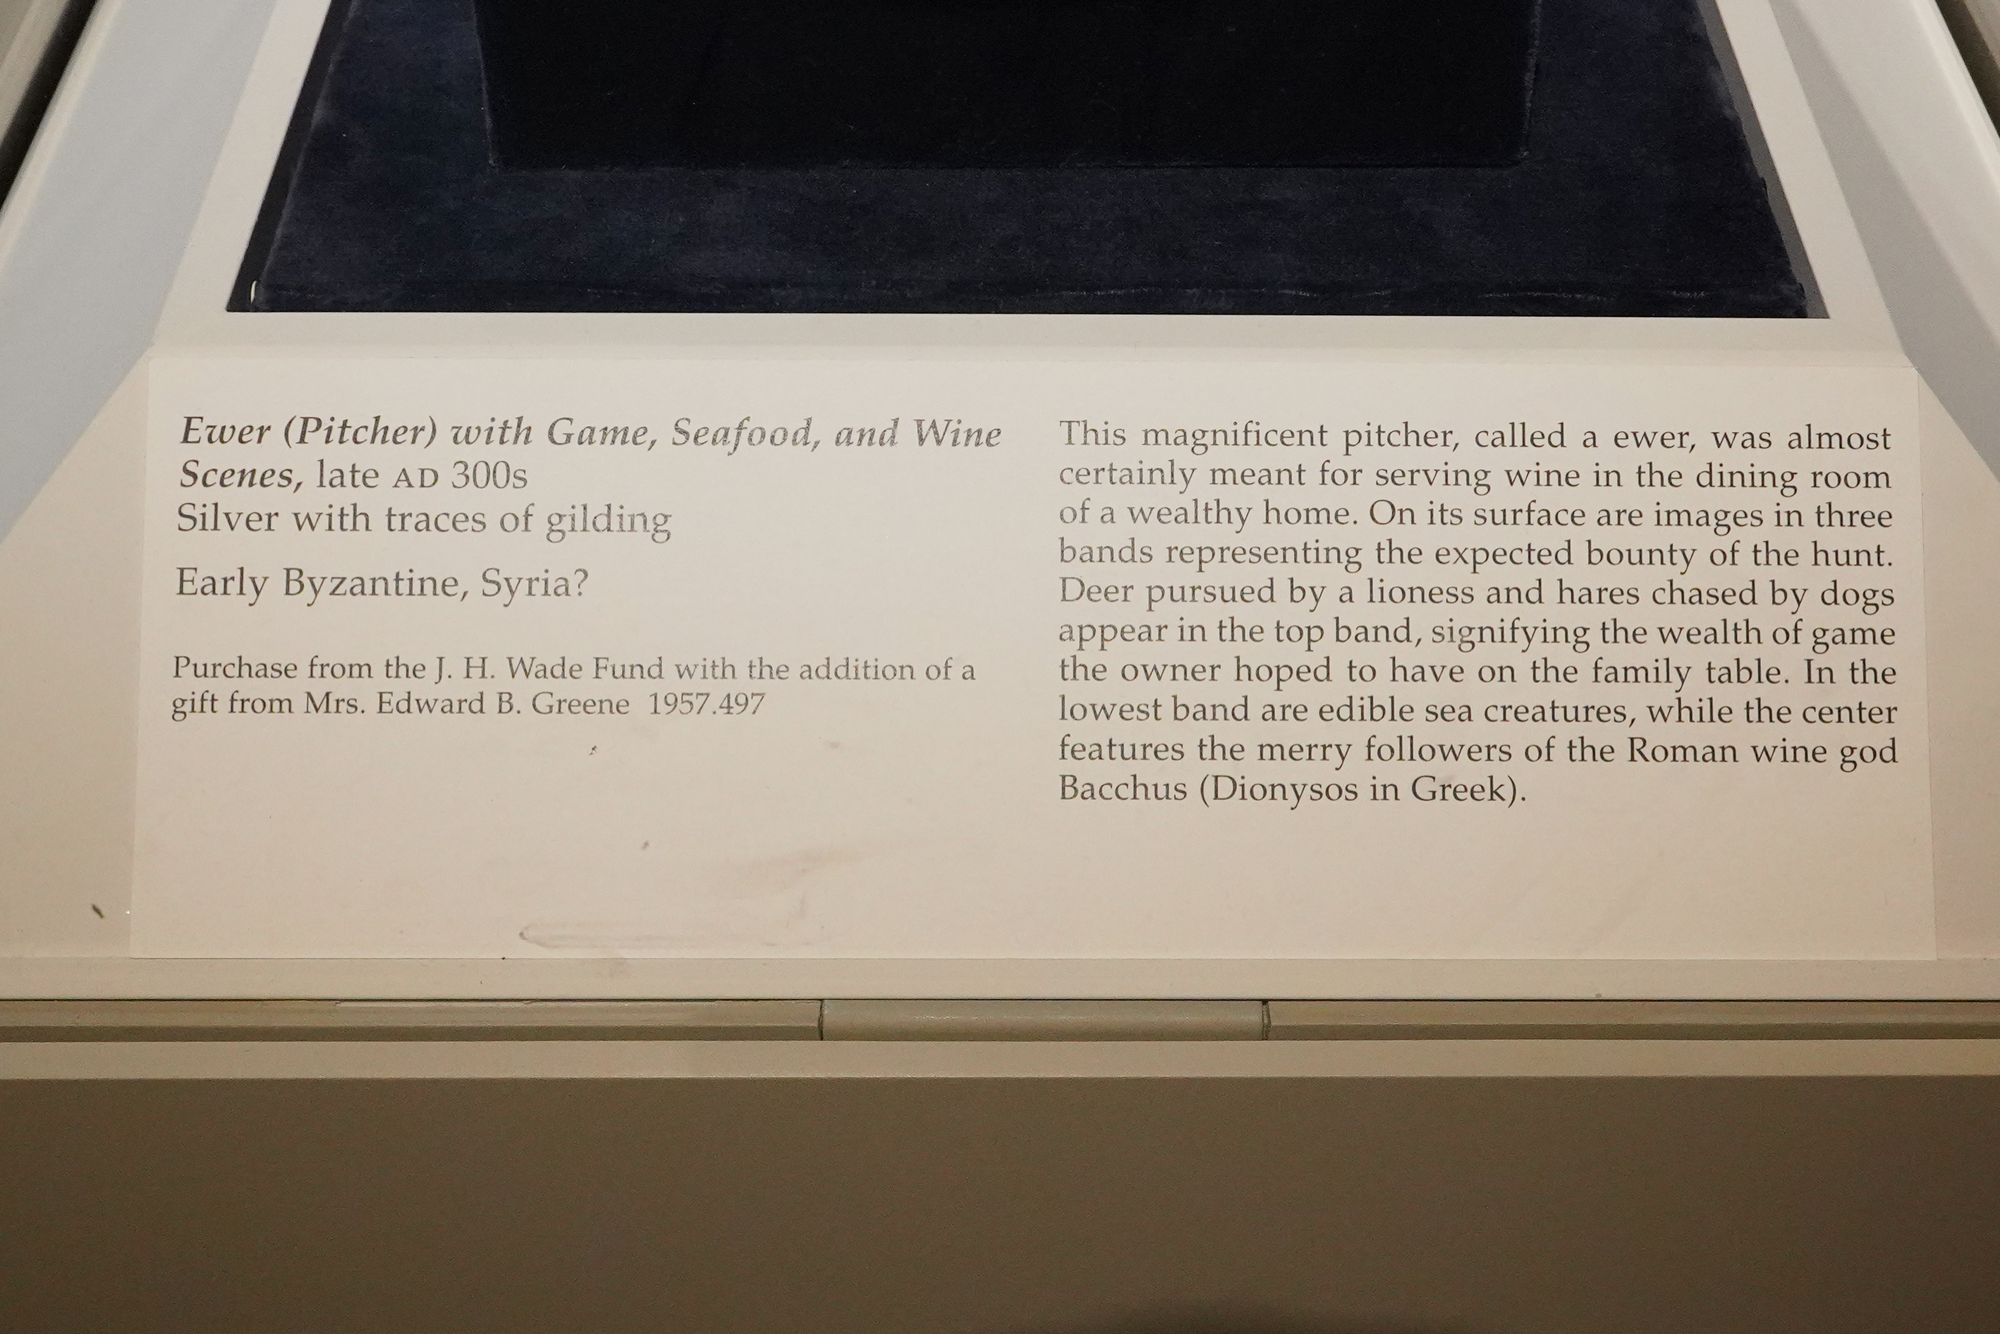 Ewer (Pitcher) with Game, Seafood, and Wine
Scenes, late AD 300s
Silver with traces of gilding
Early Byzantine, Syria?
Purchase from the J. H. Wade Fund with the addition of a
gift from Mrs. Edward B. Greene 1957.497
This magnificent pitcher, called a ewer, was almost
certainly meant for serving wine in the dining room
of a wealthy home. On its surface are images in three
bands representing the expected bounty of the hunt.
Deer pursued by a lioness and hares chased by dogs
appear in the top band, signifying the wealth of game
the owner hoped to have on the family table. In the
lowest band are edible sea creatures, while the center
features the merry followers of the Roman wine god
Bacchus (Dionysos in Greek).